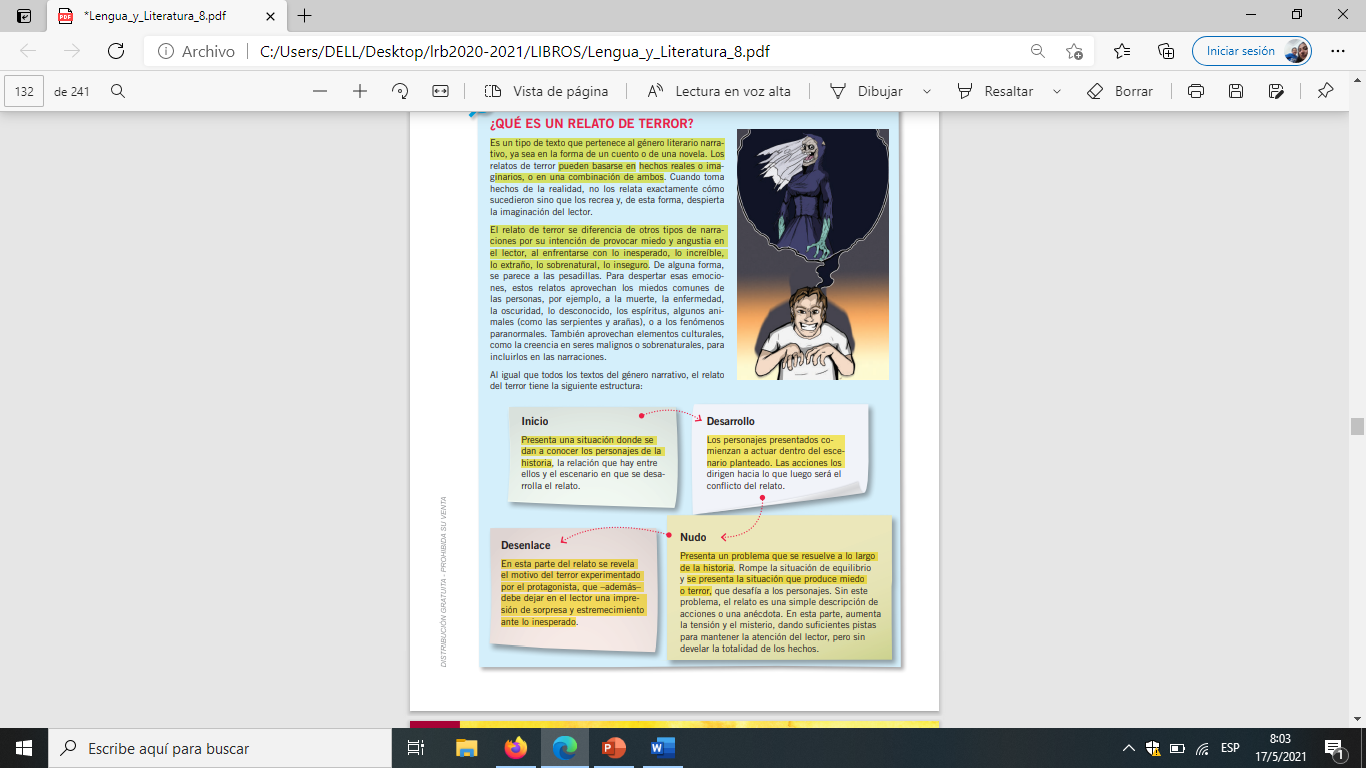 *Lengua_y_Literatura_8.pdf
Archivo
C:/Users/DELL/Desktop/lrb2020-2021/LIBROS/Lengua_y_Literatura_8.pdf
Iniciar sesión
132
de 241
Vista de página
Lectura en voz alta
Dibujar
Resaltar
Borrar
¿QUÉ ES UN RELATO DE TERROR?
Es un tipo de texto que pertenece al género literario narra-
tivo, ya sea en la forma de un cuento o de una novela. Los
relatos de terror pueden basarse en hechos reales o ima-
ginarios, o en una combinación de ambos. Cuando toma
hechos de la realidad, no los relata exactamente cómo
sucedieron sino que los recrea y, de esta forma, despierta
la imaginación del lector.
El relato de terror se diferencia de otros tipos de narra-
ciones por su intención de provocar miedo y angustia en
el lector, al enfrentarse con lo inesperado, lo increíble,
lo extraño, lo sobrenatural, lo inseguro. De alguna forma,
se parece a las pesadillas. Para despertar esas emocio-
nes, estos relatos aprovechan los miedos comunes de
las personas, por ejemplo, a la muerte, la enfermedad,
la oscuridad, lo desconocido, los espíritus, algunos ani-
males (como las serpientes y arañas), o a los fenómenos
paranormales. También aprovechan elementos culturales,
como la creencia en seres malignos o sobrenaturales, para
incluirlos en las narraciones.
Al igual que todos los textos del género narrativo, el relato
del terror tiene la siguiente estructura:
Inicio
Presenta una situación donde se
dan a conocer los personajes de la
historia, la relación que hay entre
ellos y el escenario en que se desa-
rrolla el relato.
Desarrollo
Los personajes presentados co-
mienzan a actuar dentro del esce-
nario planteado. Las acciones los
dirigen hacia lo que luego será el
conflicto del relato.
Nudo
Presenta un problema que se resuelve a lo largo
de la historia. Rompe la situación de equilibrio
y se presenta la situación que produce miedo
o terror, que desafía a los personajes. Sin este
problema, el relato es una simple descripción de
acciones o una anécdota. En esta parte, aumenta
la tensión y el misterio, dando suficientes pistas
para mantener la atención del lector, pero sin
develar la totalidad de los hechos.
Desenlace
En esta parte del relato se revela
el motivo del terror experimentado
por el protagonista, que –además–
debe dejar en el lector una impre-
sión de sorpresa y estremecimiento
ante lo inesperado.
DISTRIBUCIÓN GRATUITA - PROHIBIDA SU VENTA
Escribe aquí para buscar
ESP
8:03
17/5/2021
1